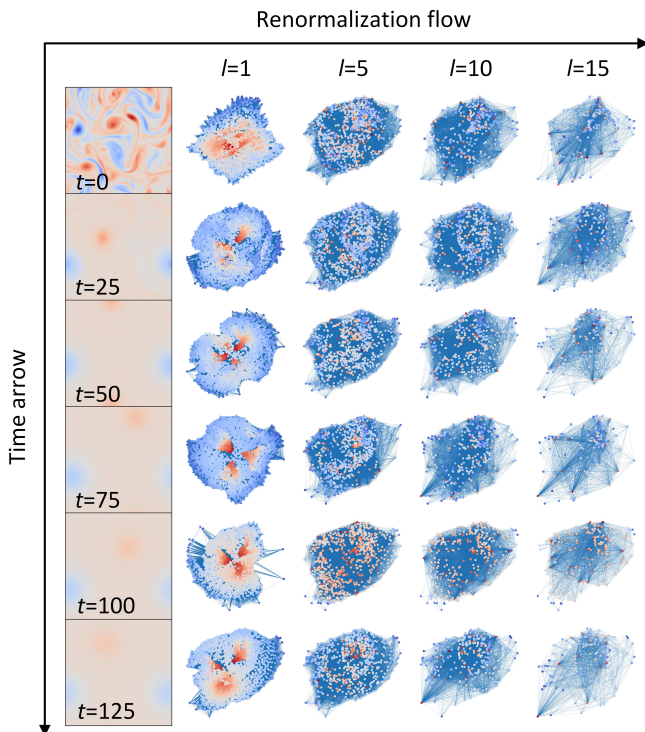 Renormalization flow
l=1 l=5 l=10 l=15
Time arrow
t=0
t=25
t=50
t=75
t=100
t=125